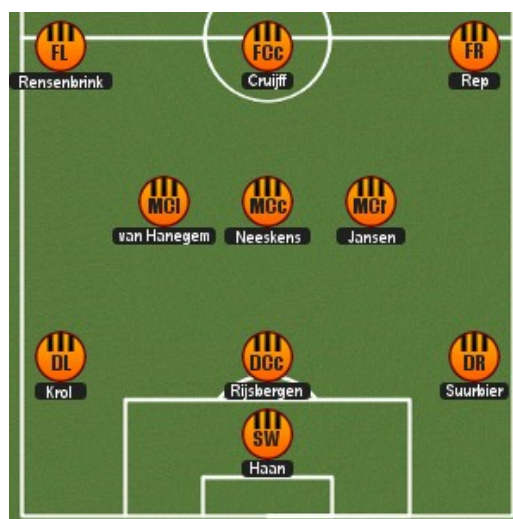 FL FCc FR
Rensenbrink Cruijff Rep
MCl MCc MCr
van Hanegem Neeskens Jansen
DL DCc DR
Krol Rijsbergen Suurbier
SW
Haan